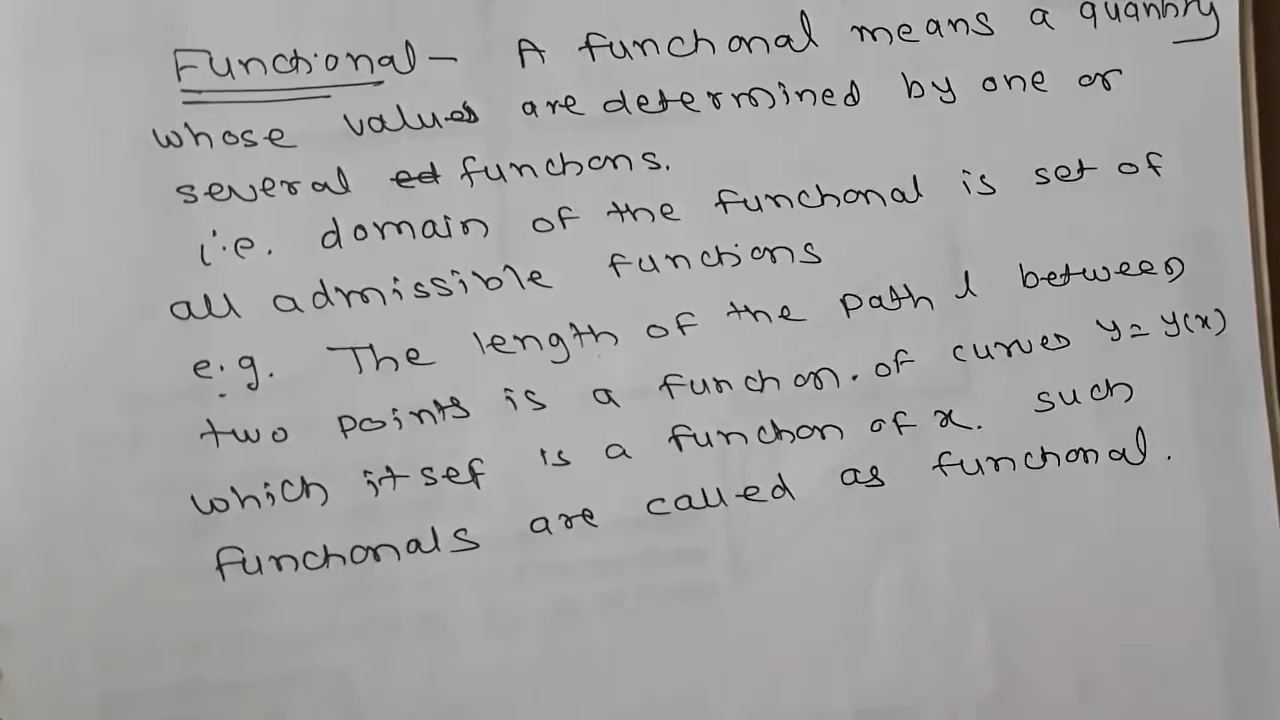 Functional – A functional means a quantity
whose values are determined by one or
several functions.
i.e. domain of the functional is set of
all admissible functions
e.g. The length of the path l between
two points is a function. of curves y = y(x)
which itsef is a function of x. such
functionals are called as functional.